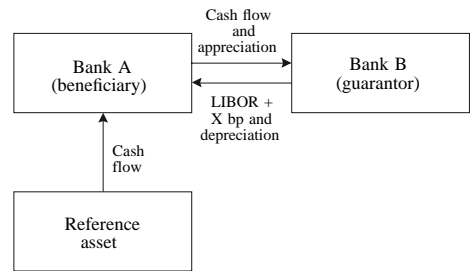 Cash flow
and
appreciation
Bank A
(beneficiary)
Bank B
(guarantor)
LIBOR +
X bp and
depreciation
Cash
flow
Reference
asset